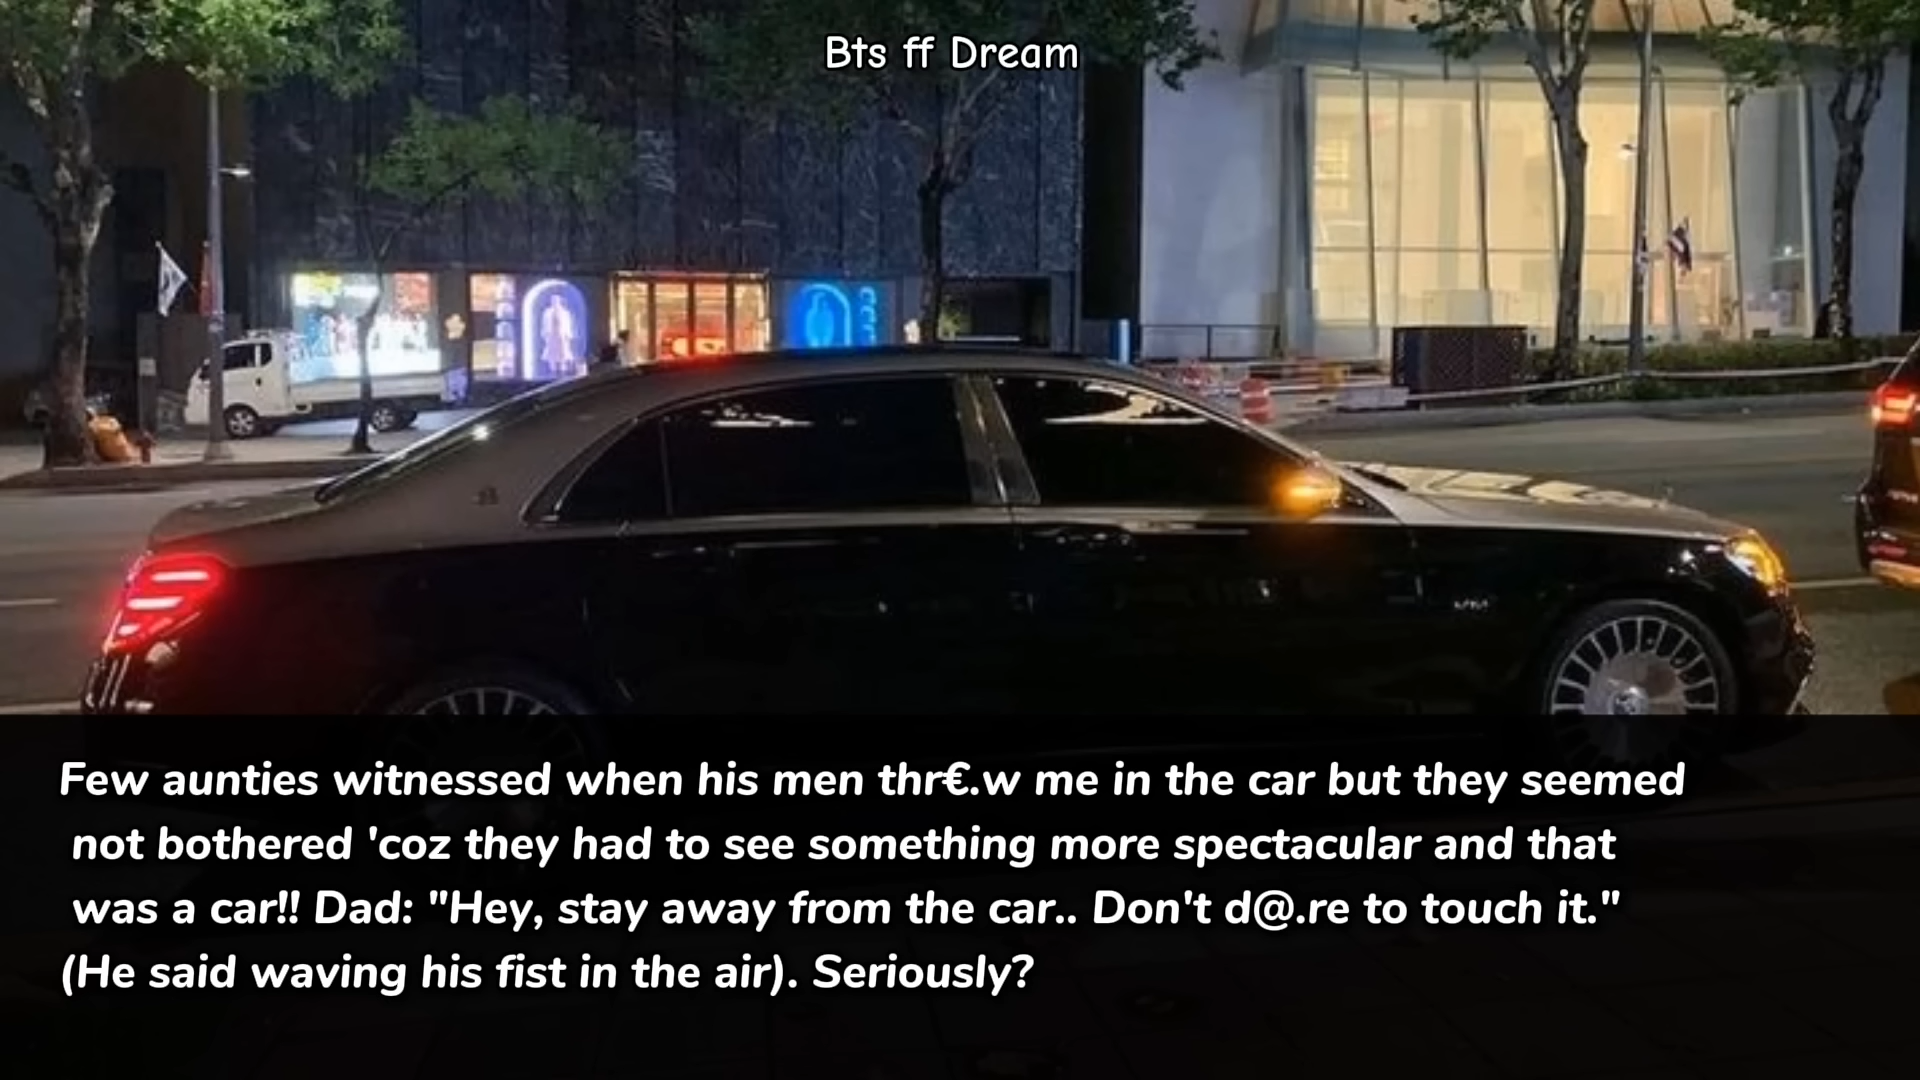 Bts ff Dream
Few aunties witnessed when his men thr€.w me in the car but they seemed
not bothered 'coz they had to see something more spectacular and that
was a car!! Dad: "Hey, stay away from the car.. Don't d@.re to touch it."
(He said waving his fist in the air). Seriously?